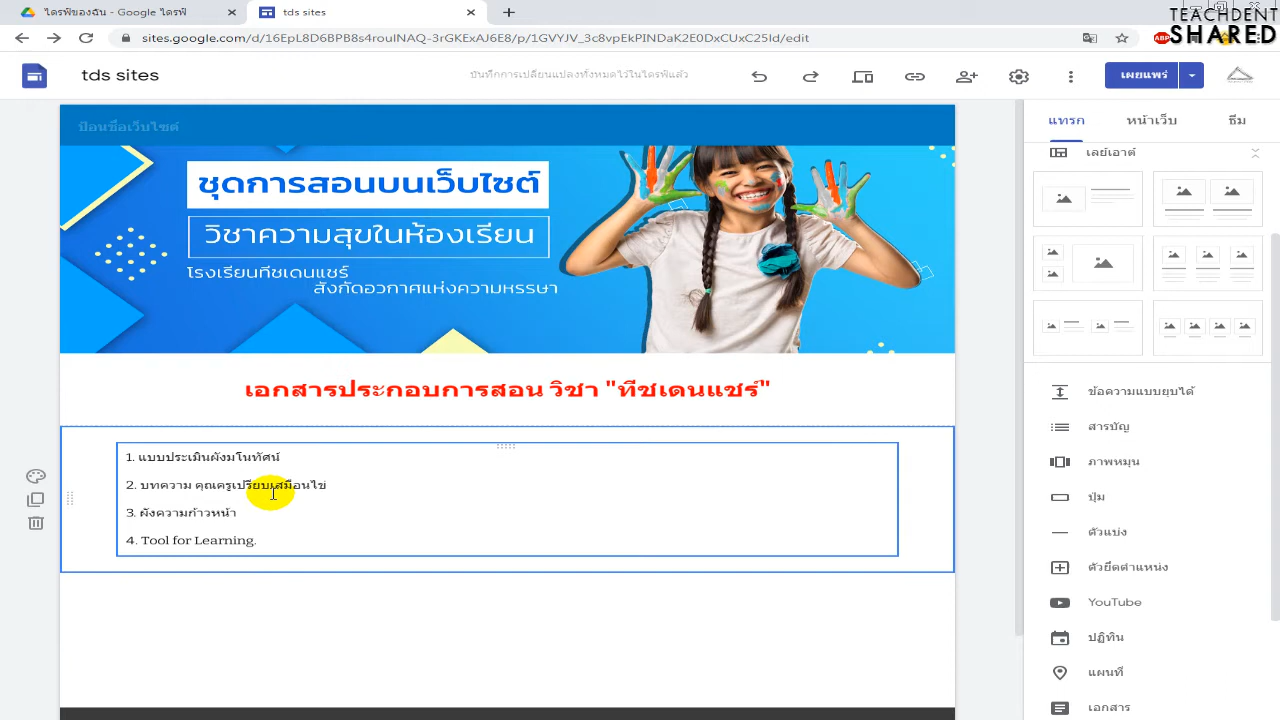 ไดรฟ์ของฉัน - Google ไดรฟ์
tds sites
TEACHDENT
SHARED
sites.google.com/d/16EpL8D6BPB8s4rouINAQ-3rGKExAJ6E3/p/1GVYJV_3c8vpEkPINDaK2E0DxCUxC25Id/edit
ABP
tds sites
บันทึกการเปลี่ยนแปลงทั้งหมดไว้ในไดรฟ์แล้ว
เผยแพร่
ป้อนชื่อเว็บไซต์
แทรก
หน้าเว็บ
ธีม
เลย์เอาต์
ชุดการสอนบนเว็บไซต์
วิชาความสุขในห้องเรียน
โรงเรียนทีชเดนแชร์
สังกัดอวกาศแห่งความหรรษา
เอกสารประกอบการสอน วิชา "ทีชเดนแชร์"
1. แบบประเมินผังมโนทัศน์
2. บทความ คุณครูเปรียบเสมือนไข่
3. ผังความก้าวหน้า
4. Tool for Learning.
ข้อความแบบยุบได้
สารบัญ
ภาพหมุน
ปุ่ม
ตัวแบ่ง
ตัวยึดตำแหน่ง
YouTube
ปฏิทิน
แผนที่
เอกสาร